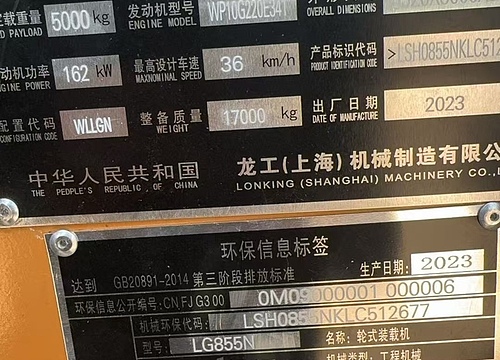 定载重量 5000 kg 发动机型号 WP10G220E341
D PAYLOAD ENGINE MODEL OVERALL DIMENSIONS
动机功率 162 kW 最高设计车速 36 km/h 产品标识代码 >LSH0855NKLC512
GINE POWER MAXNOMINAL SPEED PRODUCT IDENTIFICATION CODE
配置代码 WLLGN 整备质量 17000 kg 出厂日期 2023
CONFIGURATION CODE WEIGHT DATE OF MANUFACTURE
中华人民共和国 龙工(上海)机械制造有限公
THE PEOPLE'S REPUBLIC OF CHINA LONKING (SHANGHAI) MACHINERY CO.,L
环保信息标签
达到 GB20891-2014 第三阶段排放标准 生产日期: 2023
环保信息公开编号: CN FJ G3 00 0M09000001 000006
机械环保代码: LSH0855NKLC512677
型号: LG855N 名称: 轮式装载机
机械类型: 工程机械